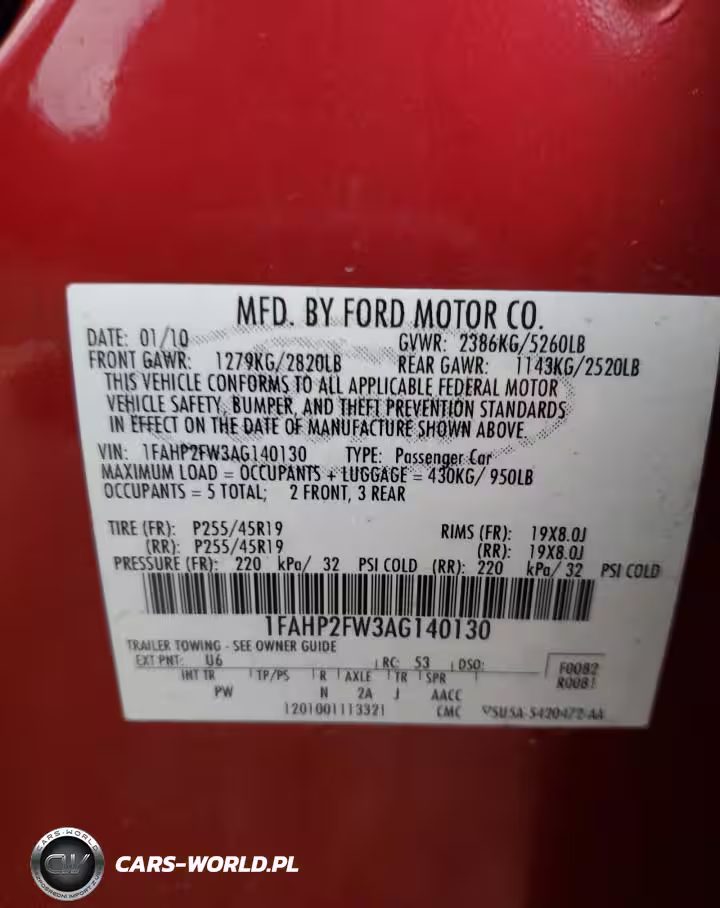 MFD. BY FORD MOTOR CO.
DATE: 01/10 GVWR: 2386KG/5260LB
FRONT GAWR: 1279KG/2820LB REAR GAWR: 1143KG/2520LB
THIS VEHICLE CONFORMS TO ALL APPLICABLE FEDERAL MOTOR
VEHICLE SAFETY, BUMPER, AND THEFT PREVENTION STANDARDS
IN EFFECT ON THE DATE OF MANUFACTURE SHOWN ABOVE.
VIN: 1FAHP2FW3AG140130 TYPE: Passenger Car
MAXIMUM LOAD = OCCUPANTS + LUGGAGE = 430KG/ 950LB
OCCUPANTS = 5 TOTAL; 2 FRONT, 3 REAR
TIRE (FR): P255/45R19 RIMS (FR): 19X8.0J
(RR): P255/45R19 (RR): 19X8.0J
PRESSURE (FR): 220 kPa/ 32 PSI COLD (RR): 220 kPa/ 32 PSI COLD
1FAHP2FW3AG140130
TRAILER TOWING - SEE OWNER GUIDE
EXT PNT: U6 RC: 53 DSO: F0082
INT TR TP/PS R AXLE TR SPR R0081
PW N 2A J AACC
1201001113321 CMC
CARS-WORLD.PL